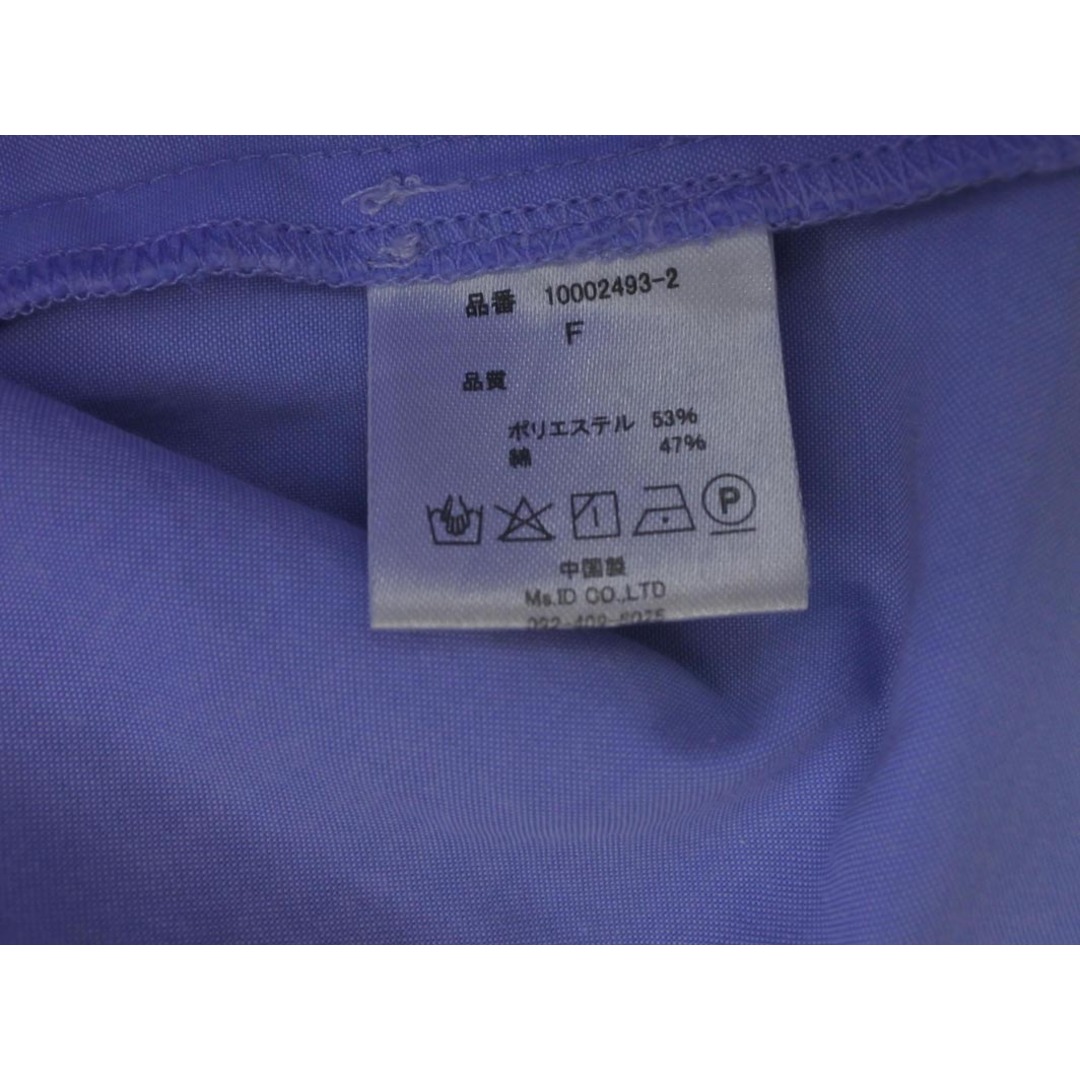 品番 10002493-2
F
品質
ポリエステル 53%
綿 47%
P
中国製
Ms.ID CO.,LTD